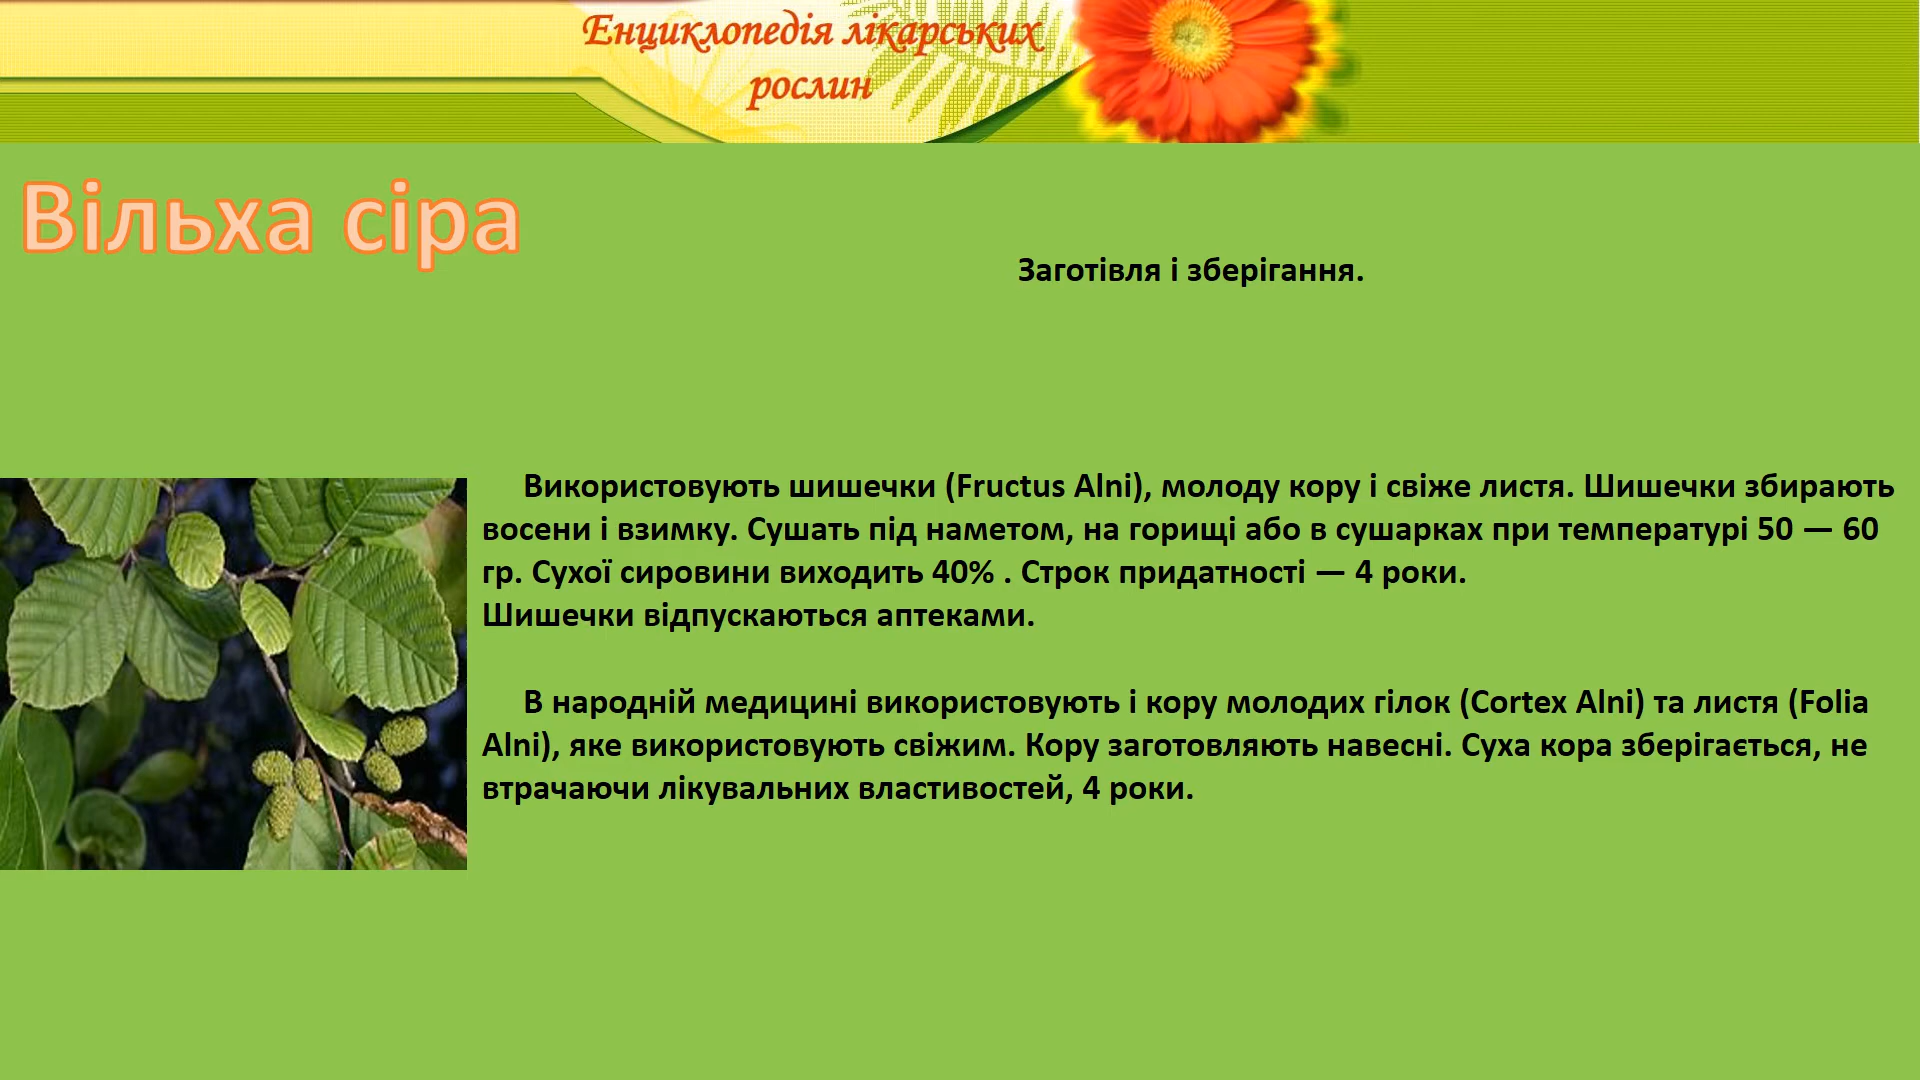 Енциклопедія лікарських
рослин
Вільха сіра
Заготівля і зберігання.
Використовують шишечки (Fructus Alni), молоду кору і свіже листя. Шишечки збирають
восени і взимку. Сушать під наметом, на горищі або в сушарках при температурі 50 — 60
гр. Сухої сировини виходить 40% . Строк придатності — 4 роки.
Шишечки відпускаються аптеками.
В народній медицині використовують і кору молодих гілок (Cortex Alni) та листя (Folia
Alni), яке використовують свіжим. Кору заготовляють навесні. Суха кора зберігається, не
втрачаючи лікувальних властивостей, 4 роки.